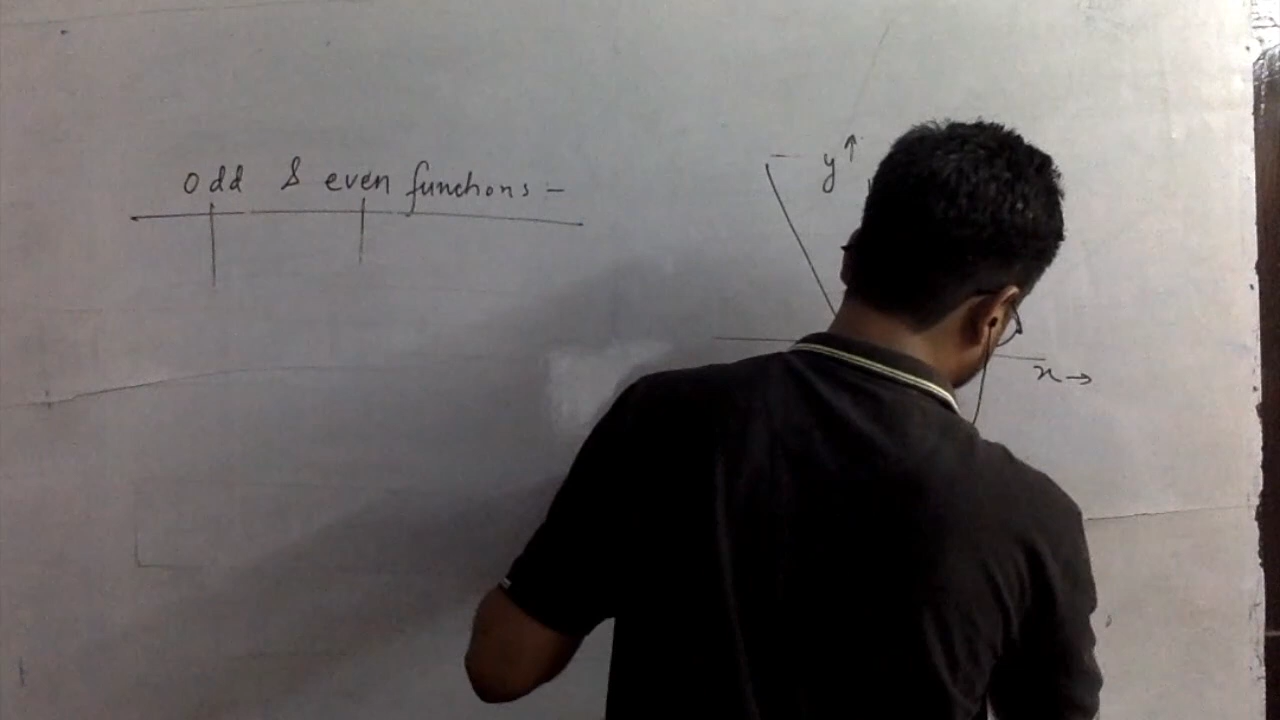 Odd & even functions :-
y ↑
x →